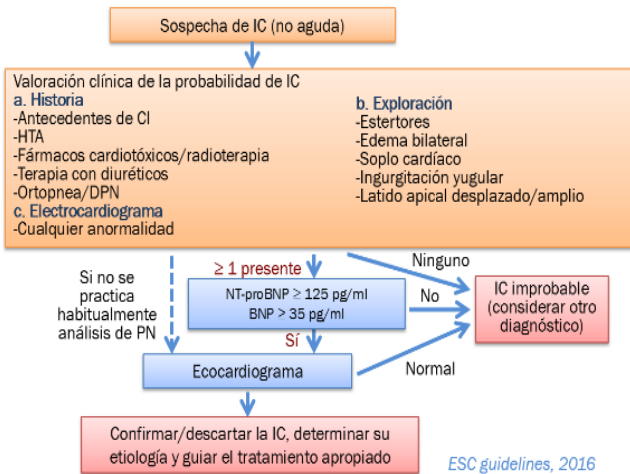 Sospecha de IC (no aguda)
Valoración clínica de la probabilidad de IC
a. Historia
-Antecedentes de CI
-HTA
-Fármacos cardiotóxicos/radioterapia
-Terapia con diuréticos
-Ortopnea/DPN
c. Electrocardiograma
-Cualquier anormalidad
b. Exploración
-Estertores
-Edema bilateral
-Soplo cardíaco
-Ingurgitación yugular
-Latido apical desplazado/amplio
Si no se
practica
habitualmente
análisis de PN
≥ 1 presente
Ninguno
NT-proBNP ≥ 125 pg/ml
BNP > 35 pg/ml
No
IC improbable
(considerar otro
diagnóstico)
Sí
Ecocardiograma
Normal
Confirmar/descartar la IC, determinar su
etiología y guiar el tratamiento apropiado
ESC guidelines, 2016